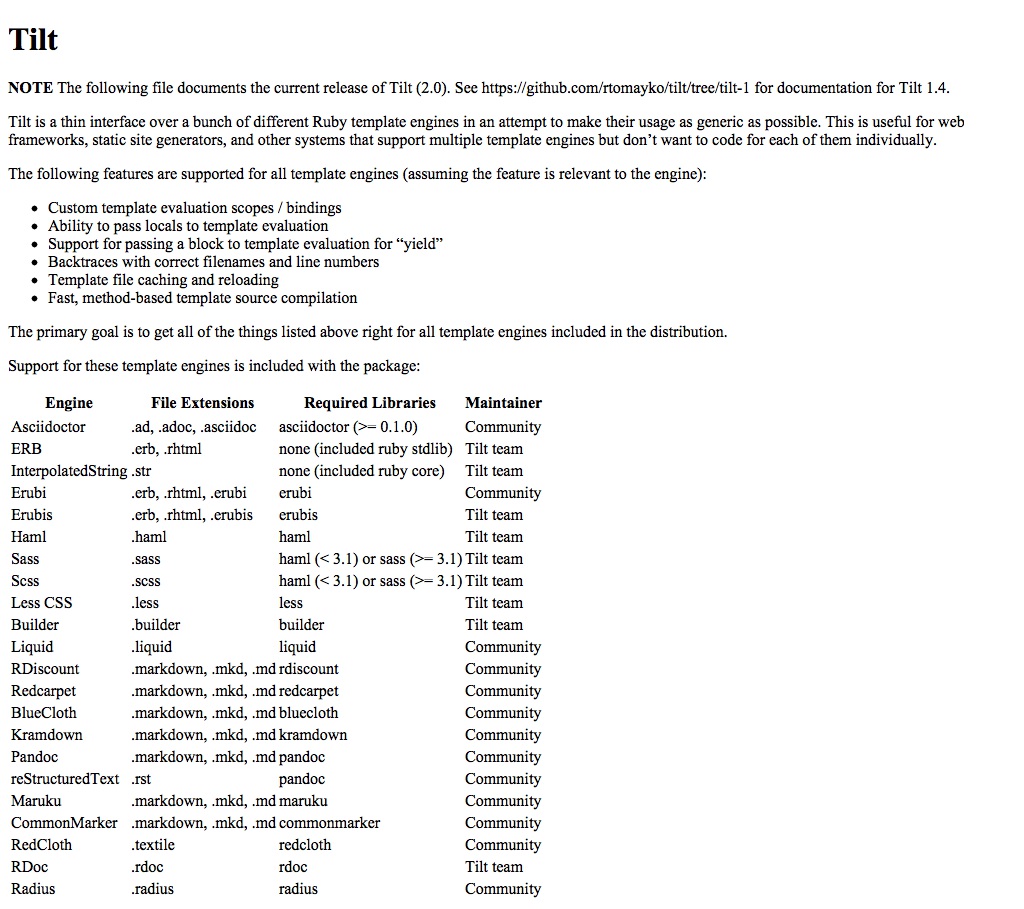 Tilt
NOTE The following file documents the current release of Tilt (2.0). See https://github.com/rtomayko/tilt/tree/tilt-1 for documentation for Tilt 1.4.
Tilt is a thin interface over a bunch of different Ruby template engines in an attempt to make their usage as generic as possible. This is useful for web
frameworks, static site generators, and other systems that support multiple template engines but don’t want to code for each of them individually.
The following features are supported for all template engines (assuming the feature is relevant to the engine):
• Custom template evaluation scopes / bindings
• Ability to pass locals to template evaluation
• Support for passing a block to template evaluation for “yield”
• Backtraces with correct filenames and line numbers
• Template file caching and reloading
• Fast, method-based template source compilation
The primary goal is to get all of the things listed above right for all template engines included in the distribution.
Support for these template engines is included with the package:
Engine File Extensions Required Libraries Maintainer
Asciidoctor .ad, .adoc, .asciidoc asciidoctor (>= 0.1.0) Community
ERB .erb, .rhtml none (included ruby stdlib) Tilt team
InterpolatedString .str none (included ruby core) Tilt team
Erubi .erb, .rhtml, .erubi erubi Community
Erubis .erb, .rhtml, .erubis erubis Tilt team
Haml .haml haml Tilt team
Sass .sass haml (< 3.1) or sass (>= 3.1) Tilt team
Scss .scss haml (< 3.1) or sass (>= 3.1) Tilt team
Less CSS .less less Tilt team
Builder .builder builder Tilt team
Liquid .liquid liquid Community
RDiscount .markdown, .mkd, .md rdiscount Community
Redcarpet .markdown, .mkd, .md redcarpet Community
BlueCloth .markdown, .mkd, .md bluecloth Community
Kramdown .markdown, .mkd, .md kramdown Community
Pandoc .markdown, .mkd, .md pandoc Community
reStructuredText .rst pandoc Community
Maruku .markdown, .mkd, .md maruku Community
CommonMarker .markdown, .mkd, .md commonmarker Community
RedCloth .textile redcloth Community
RDoc .rdoc rdoc Tilt team
Radius .radius radius Community